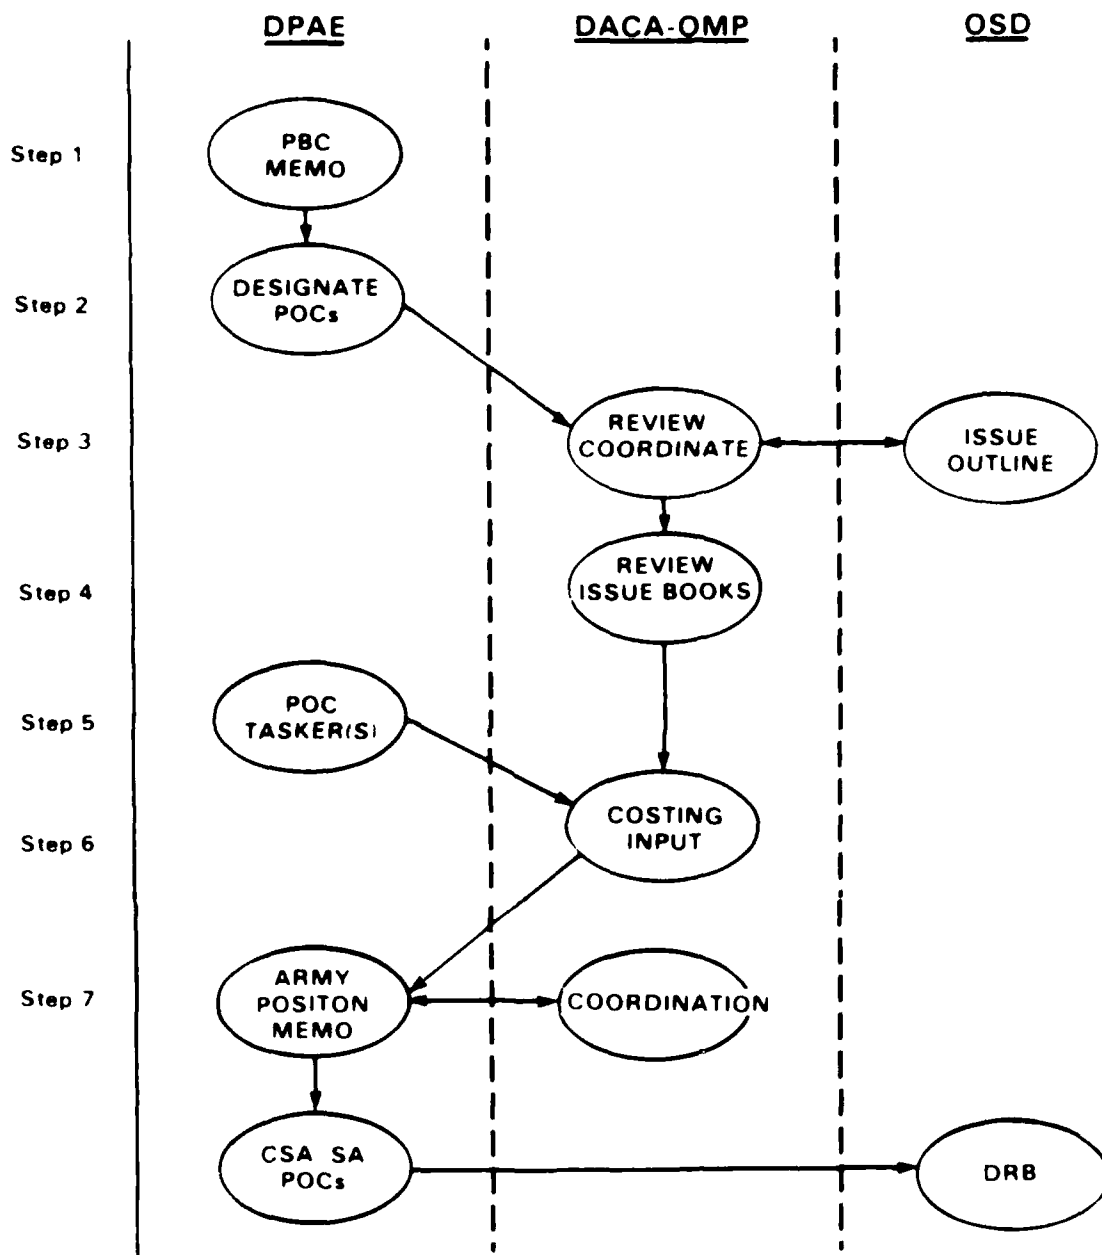 DPAE
DACA-OMP
OSD
Step 1
PBC
MEMO
Step 2
DESIGNATE
POCs
Step 3
REVIEW
COORDINATE
ISSUE
OUTLINE
Step 4
REVIEW
ISSUE BOOKS
Step 5
POC
TASKER(S)
Step 6
COSTING
INPUT
Step 7
ARMY
POSITON
MEMO
COORDINATION
CSA SA
POCs
DRB